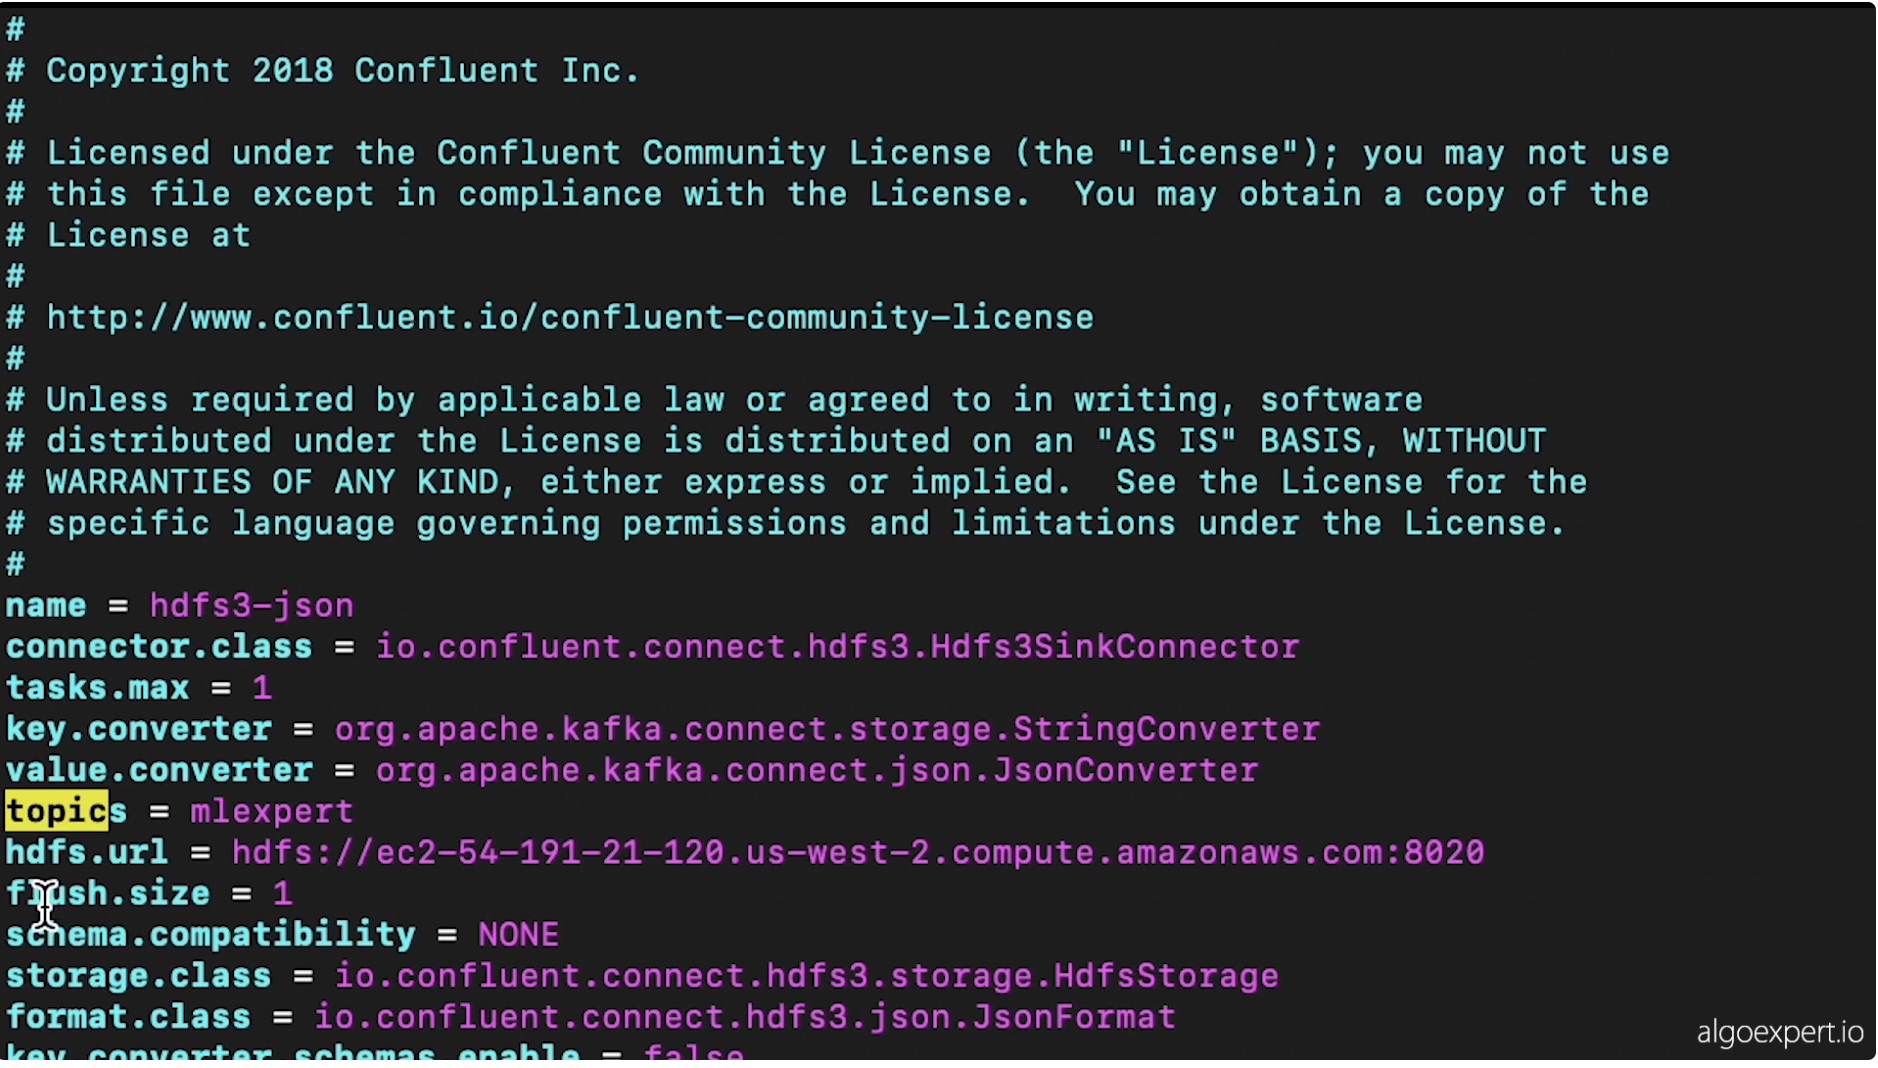 #
# Copyright 2018 Confluent Inc.
#
# Licensed under the Confluent Community License (the "License"); you may not use
# this file except in compliance with the License.  You may obtain a copy of the
# License at
#
# http://www.confluent.io/confluent-community-license
#
# Unless required by applicable law or agreed to in writing, software
# distributed under the License is distributed on an "AS IS" BASIS, WITHOUT
# WARRANTIES OF ANY KIND, either express or implied.  See the License for the
# specific language governing permissions and limitations under the License.
#
name = hdfs3-json
connector.class = io.confluent.connect.hdfs3.Hdfs3SinkConnector
tasks.max = 1
key.converter = org.apache.kafka.connect.storage.StringConverter
value.converter = org.apache.kafka.connect.json.JsonConverter
topics = mlexpert
hdfs.url = hdfs://ec2-54-191-21-120.us-west-2.compute.amazonaws.com:8020
flush.size = 1
schema.compatibility = NONE
storage.class = io.confluent.connect.hdfs3.storage.HdfsStorage
format.class = io.confluent.connect.hdfs3.json.JsonFormat
key.converter.schemas.enable = false
algoexpert.io